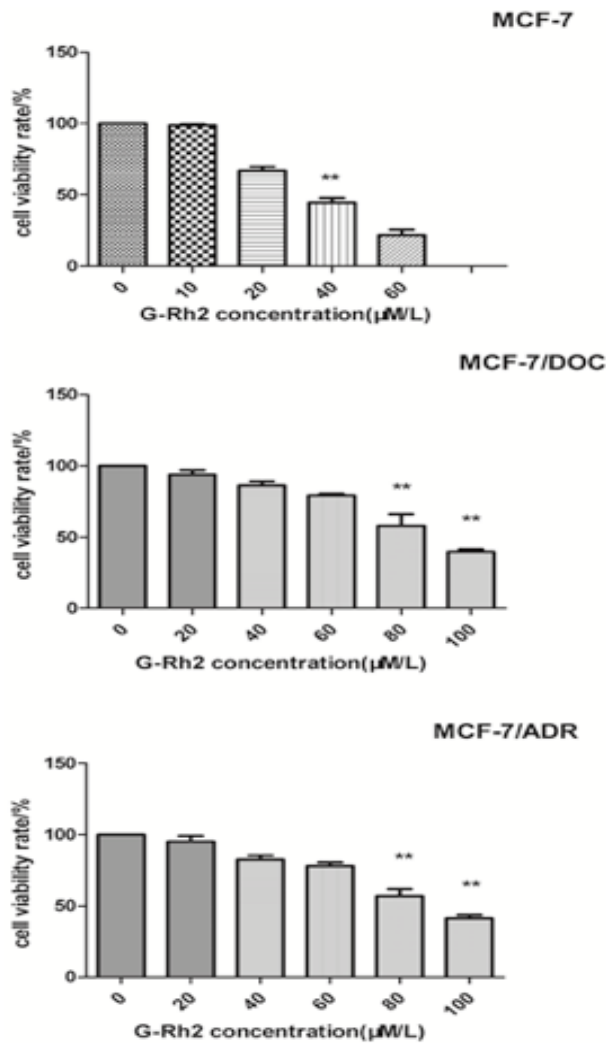 MCF-7
150
100
50
0
cell viability rate/%
**
0 10 20 40 60
G-Rh2 concentration(μM/L)
MCF-7/DOC
150
100
50
0
cell viability rate/%
** **
0 20 40 60 80 100
G-Rh2 concentration(μM/L)
MCF-7/ADR
150
100
50
0
cell viability rate/%
** **
0 20 40 60 80 100
G-Rh2 concentration(μM/L)